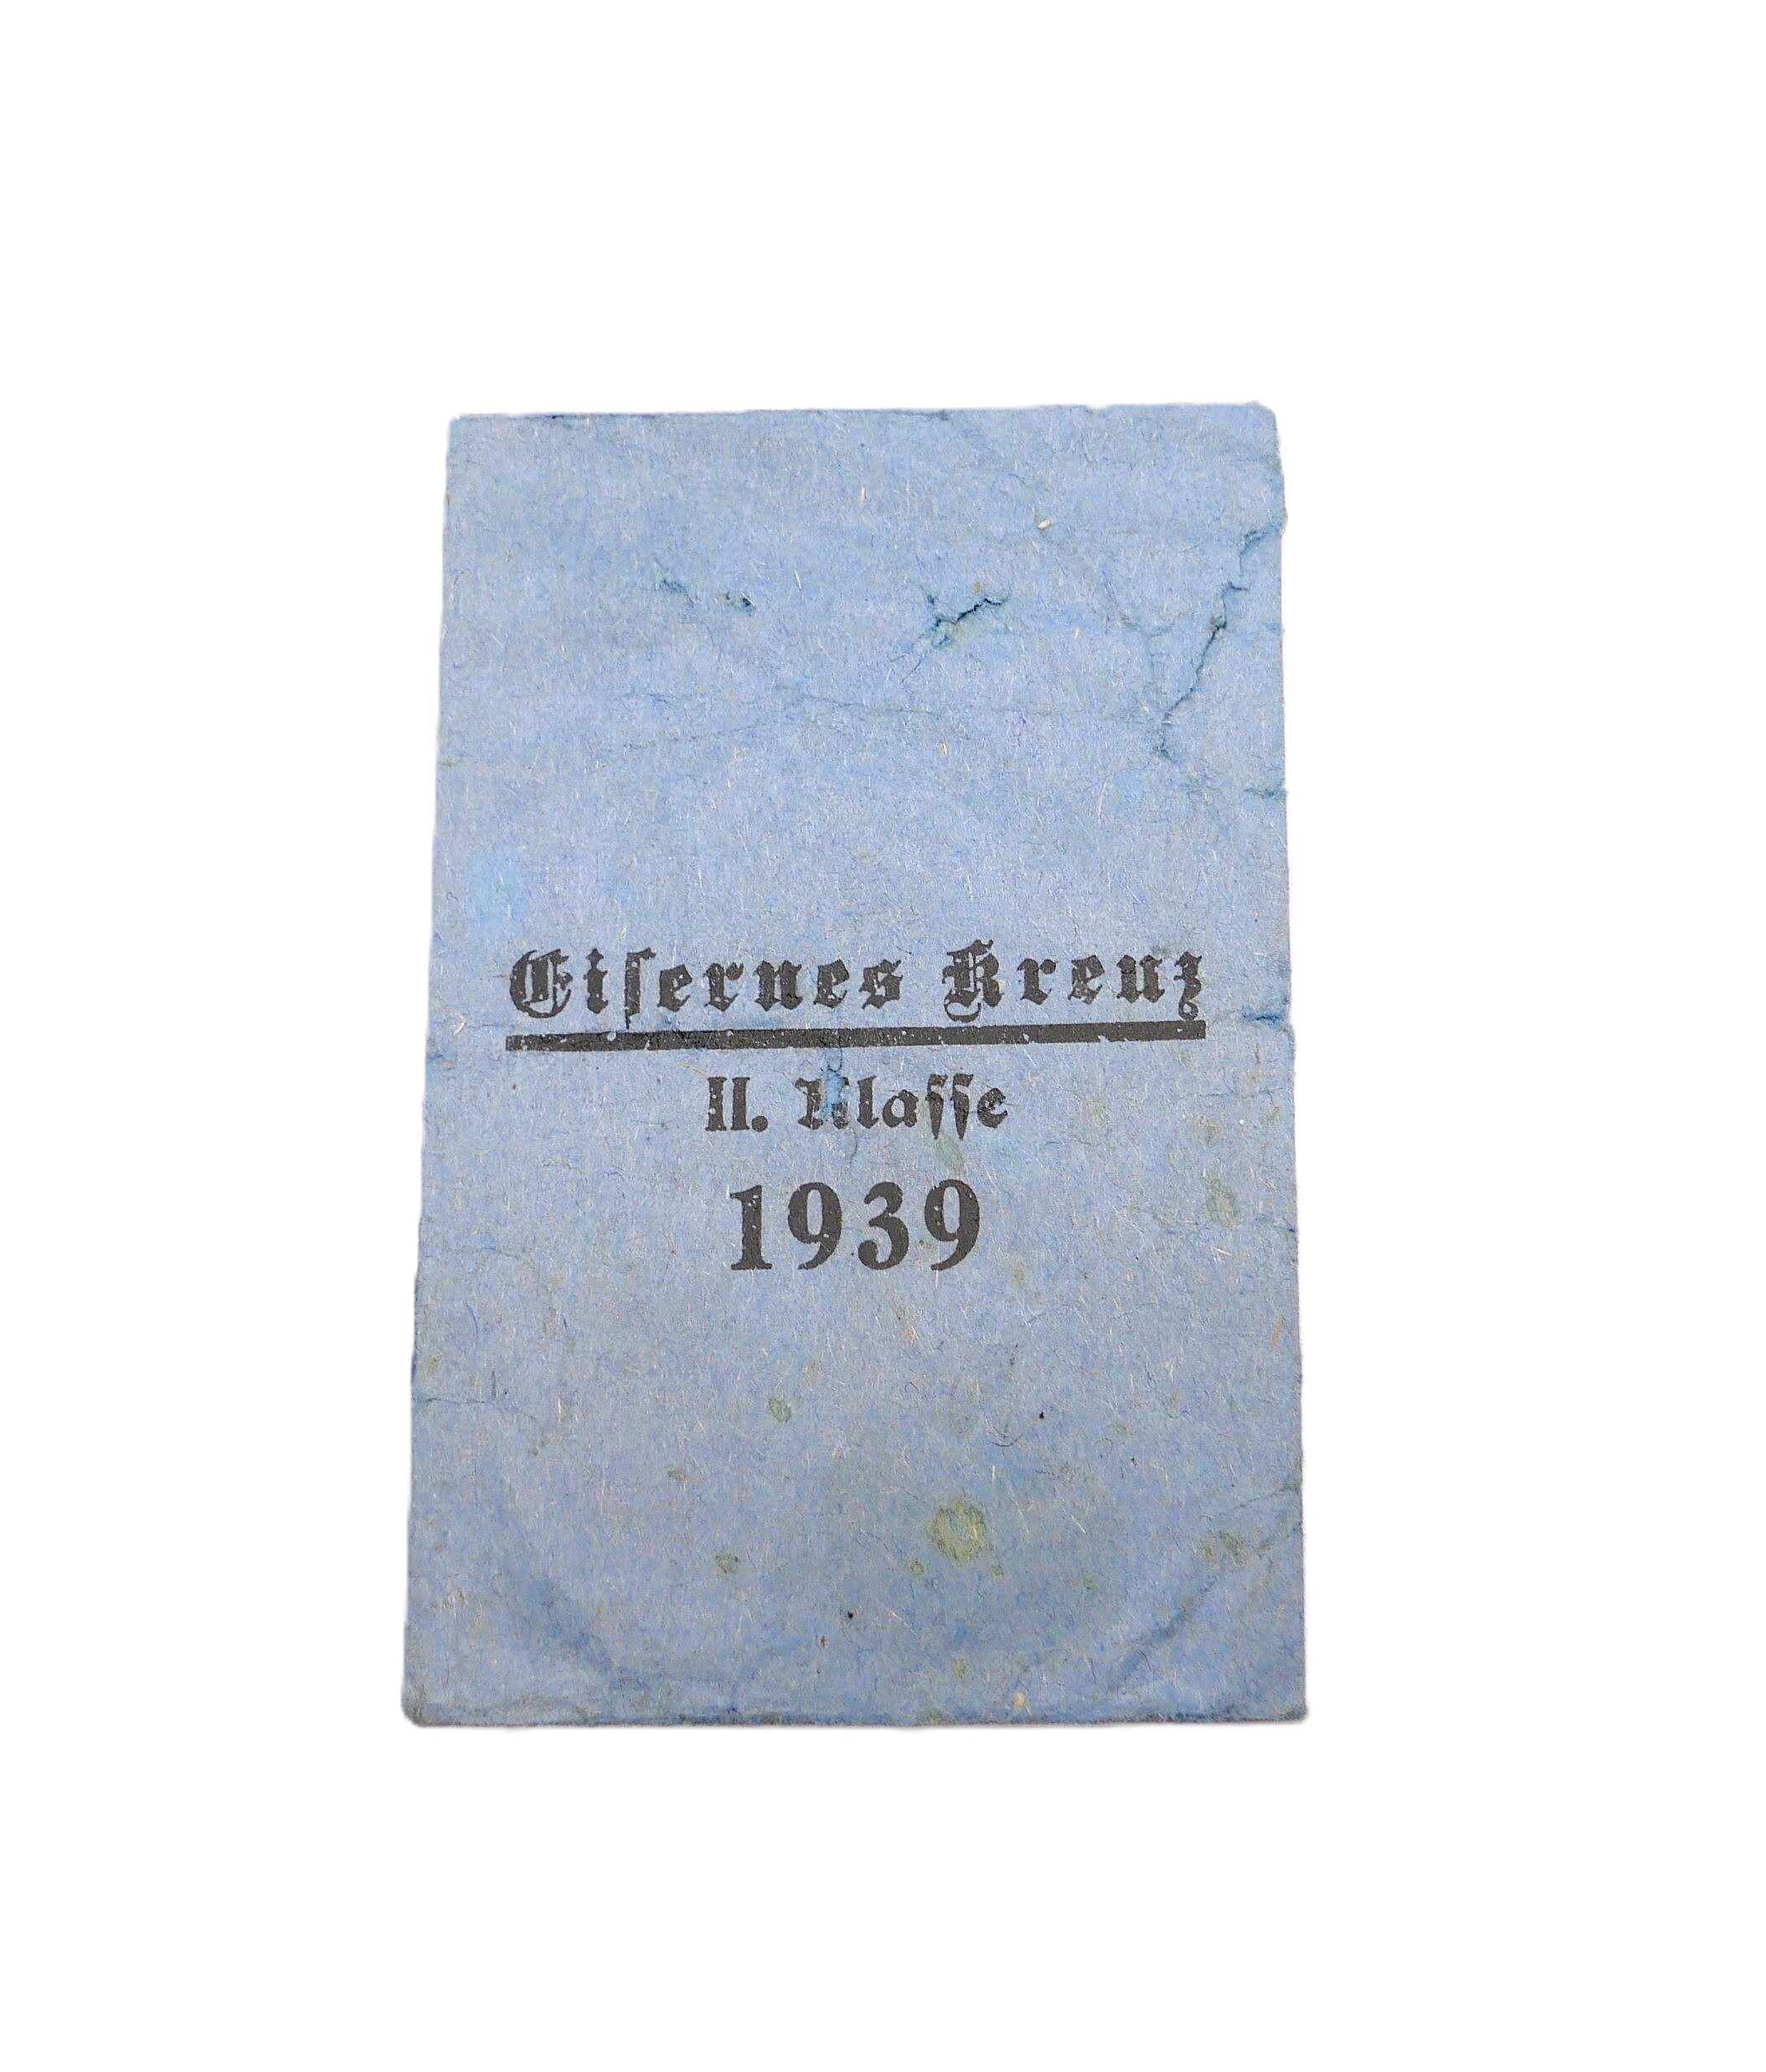 Eiſernes Kreuz
II. Klaſſe
1939